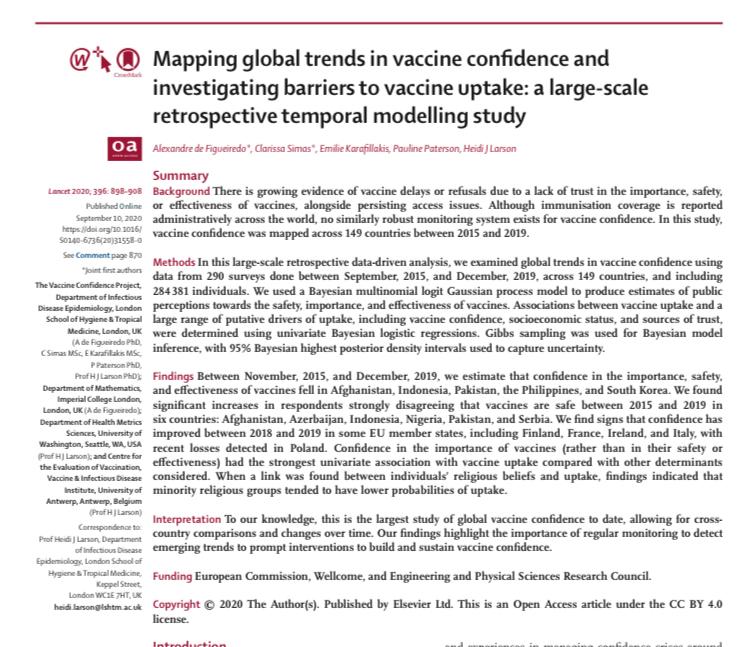 CrossMark
Mapping global trends in vaccine confidence and
investigating barriers to vaccine uptake: a large-scale
retrospective temporal modelling study
oa
OPEN ACCESS
Alexandre de Figueiredo*, Clarissa Simas*, Emilie Karafillakis, Pauline Paterson, Heidi J Larson
Lancet 2020; 396: 898–908
Published Online
September 10, 2020
https://doi.org/10.1016/
S0140-6736(20)31558-0
See Comment page 870
*Joint first authors
The Vaccine Confidence Project,
Department of Infectious
Disease Epidemiology, London
School of Hygiene & Tropical
Medicine, London, UK
(A de Figueiredo PhD,
C Simas MSc, E Karafillakis MSc,
P Paterson PhD,
Prof H J Larson PhD);
Department of Mathematics,
Imperial College London,
London, UK (A de Figueiredo);
Department of Health Metrics
Sciences, University of
Washington, Seattle, WA, USA
(Prof H J Larson); and Centre for
the Evaluation of Vaccination,
Vaccine & Infectious Disease
Institute, University of
Antwerp, Antwerp, Belgium
(Prof H J Larson)
Correspondence to:
Prof Heidi J Larson, Department
of Infectious Disease
Epidemiology, London School of
Hygiene & Tropical Medicine,
Keppel Street,
London WC1E 7HT, UK
heidi.larson@lshtm.ac.uk
Summary
Background There is growing evidence of vaccine delays or refusals due to a lack of trust in the importance, safety,
or effectiveness of vaccines, alongside persisting access issues. Although immunisation coverage is reported
administratively across the world, no similarly robust monitoring system exists for vaccine confidence. In this study,
vaccine confidence was mapped across 149 countries between 2015 and 2019.
Methods In this large-scale retrospective data-driven analysis, we examined global trends in vaccine confidence using
data from 290 surveys done between September, 2015, and December, 2019, across 149 countries, and including
284 381 individuals. We used a Bayesian multinomial logit Gaussian process model to produce estimates of public
perceptions towards the safety, importance, and effectiveness of vaccines. Associations between vaccine uptake and a
large range of putative drivers of uptake, including vaccine confidence, socioeconomic status, and sources of trust,
were determined using univariate Bayesian logistic regressions. Gibbs sampling was used for Bayesian model
inference, with 95% Bayesian highest posterior density intervals used to capture uncertainty.
Findings Between November, 2015, and December, 2019, we estimate that confidence in the importance, safety,
and effectiveness of vaccines fell in Afghanistan, Indonesia, Pakistan, the Philippines, and South Korea. We found
significant increases in respondents strongly disagreeing that vaccines are safe between 2015 and 2019 in
six countries: Afghanistan, Azerbaijan, Indonesia, Nigeria, Pakistan, and Serbia. We find signs that confidence has
improved between 2018 and 2019 in some EU member states, including Finland, France, Ireland, and Italy, with
recent losses detected in Poland. Confidence in the importance of vaccines (rather than in their safety or
effectiveness) had the strongest univariate association with vaccine uptake compared with other determinants
considered. When a link was found between individuals' religious beliefs and uptake, findings indicated that
minority religious groups tended to have lower probabilities of uptake.
Interpretation To our knowledge, this is the largest study of global vaccine confidence to date, allowing for cross-
country comparisons and changes over time. Our findings highlight the importance of regular monitoring to detect
emerging trends to prompt interventions to build and sustain vaccine confidence.
Funding European Commission, Wellcome, and Engineering and Physical Sciences Research Council.
Copyright © 2020 The Author(s). Published by Elsevier Ltd. This is an Open Access article under the CC BY 4.0
license.
Introduction
and experiences in managing confidence crises around